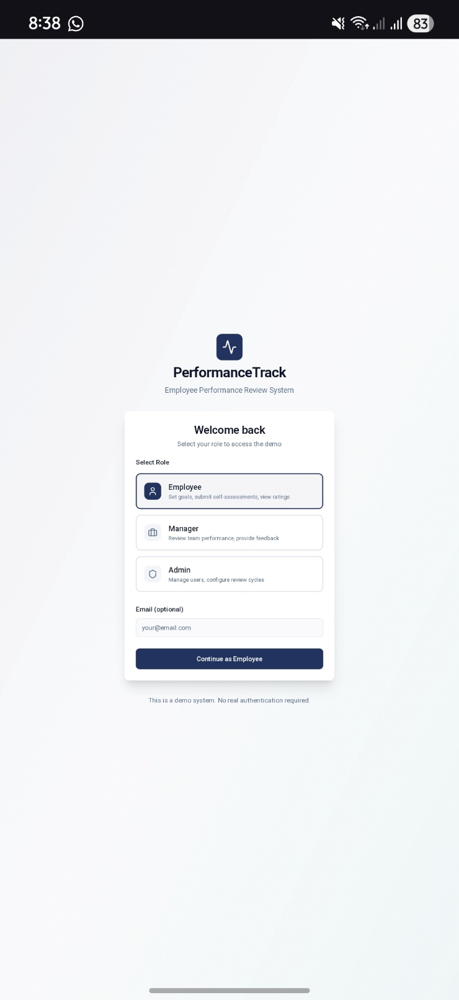 8:38
83
PerformanceTrack
Employee Performance Review System
Welcome back
Select your role to access the demo
Select Role
Employee
Set goals, submit self-assessments, view ratings
Manager
Review team performance, provide feedback
Admin
Manage users, configure review cycles
Email (optional)
your@email.com
Continue as Employee
This is a demo system. No real authentication required.